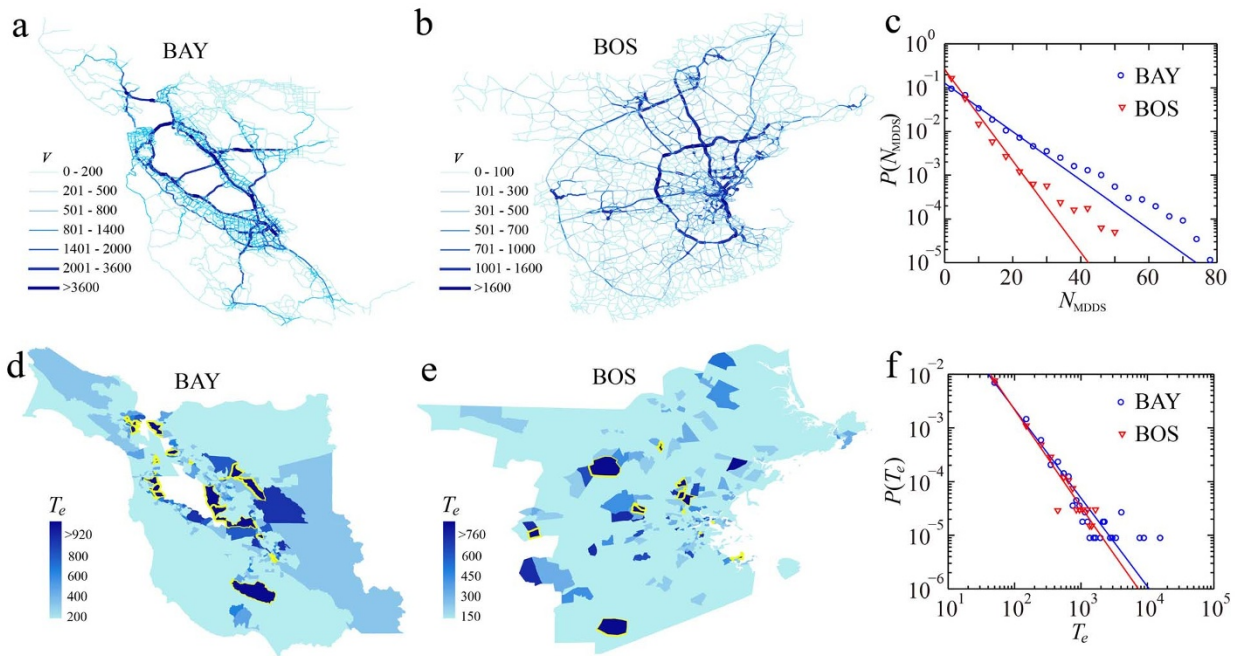 a
BAY
V
0 - 200
201 - 500
501 - 800
801 - 1400
1401 - 2000
2001 - 3600
>3600
b
BOS
V
0 - 100
101 - 300
301 - 500
501 - 700
701 - 1000
1001 - 1600
>1600
c
P(N_MDDS)
10^0
10^-1
10^-2
10^-3
10^-4
10^-5
BAY
BOS
0 20 40 60 80
N_MDDS
d
BAY
T_e
>920
800
600
400
200
e
BOS
T_e
>760
600
450
300
150
f
P(T_e)
10^-2
10^-3
10^-4
10^-5
10^-6
BAY
BOS
10^1 10^2 10^3 10^4 10^5
T_e